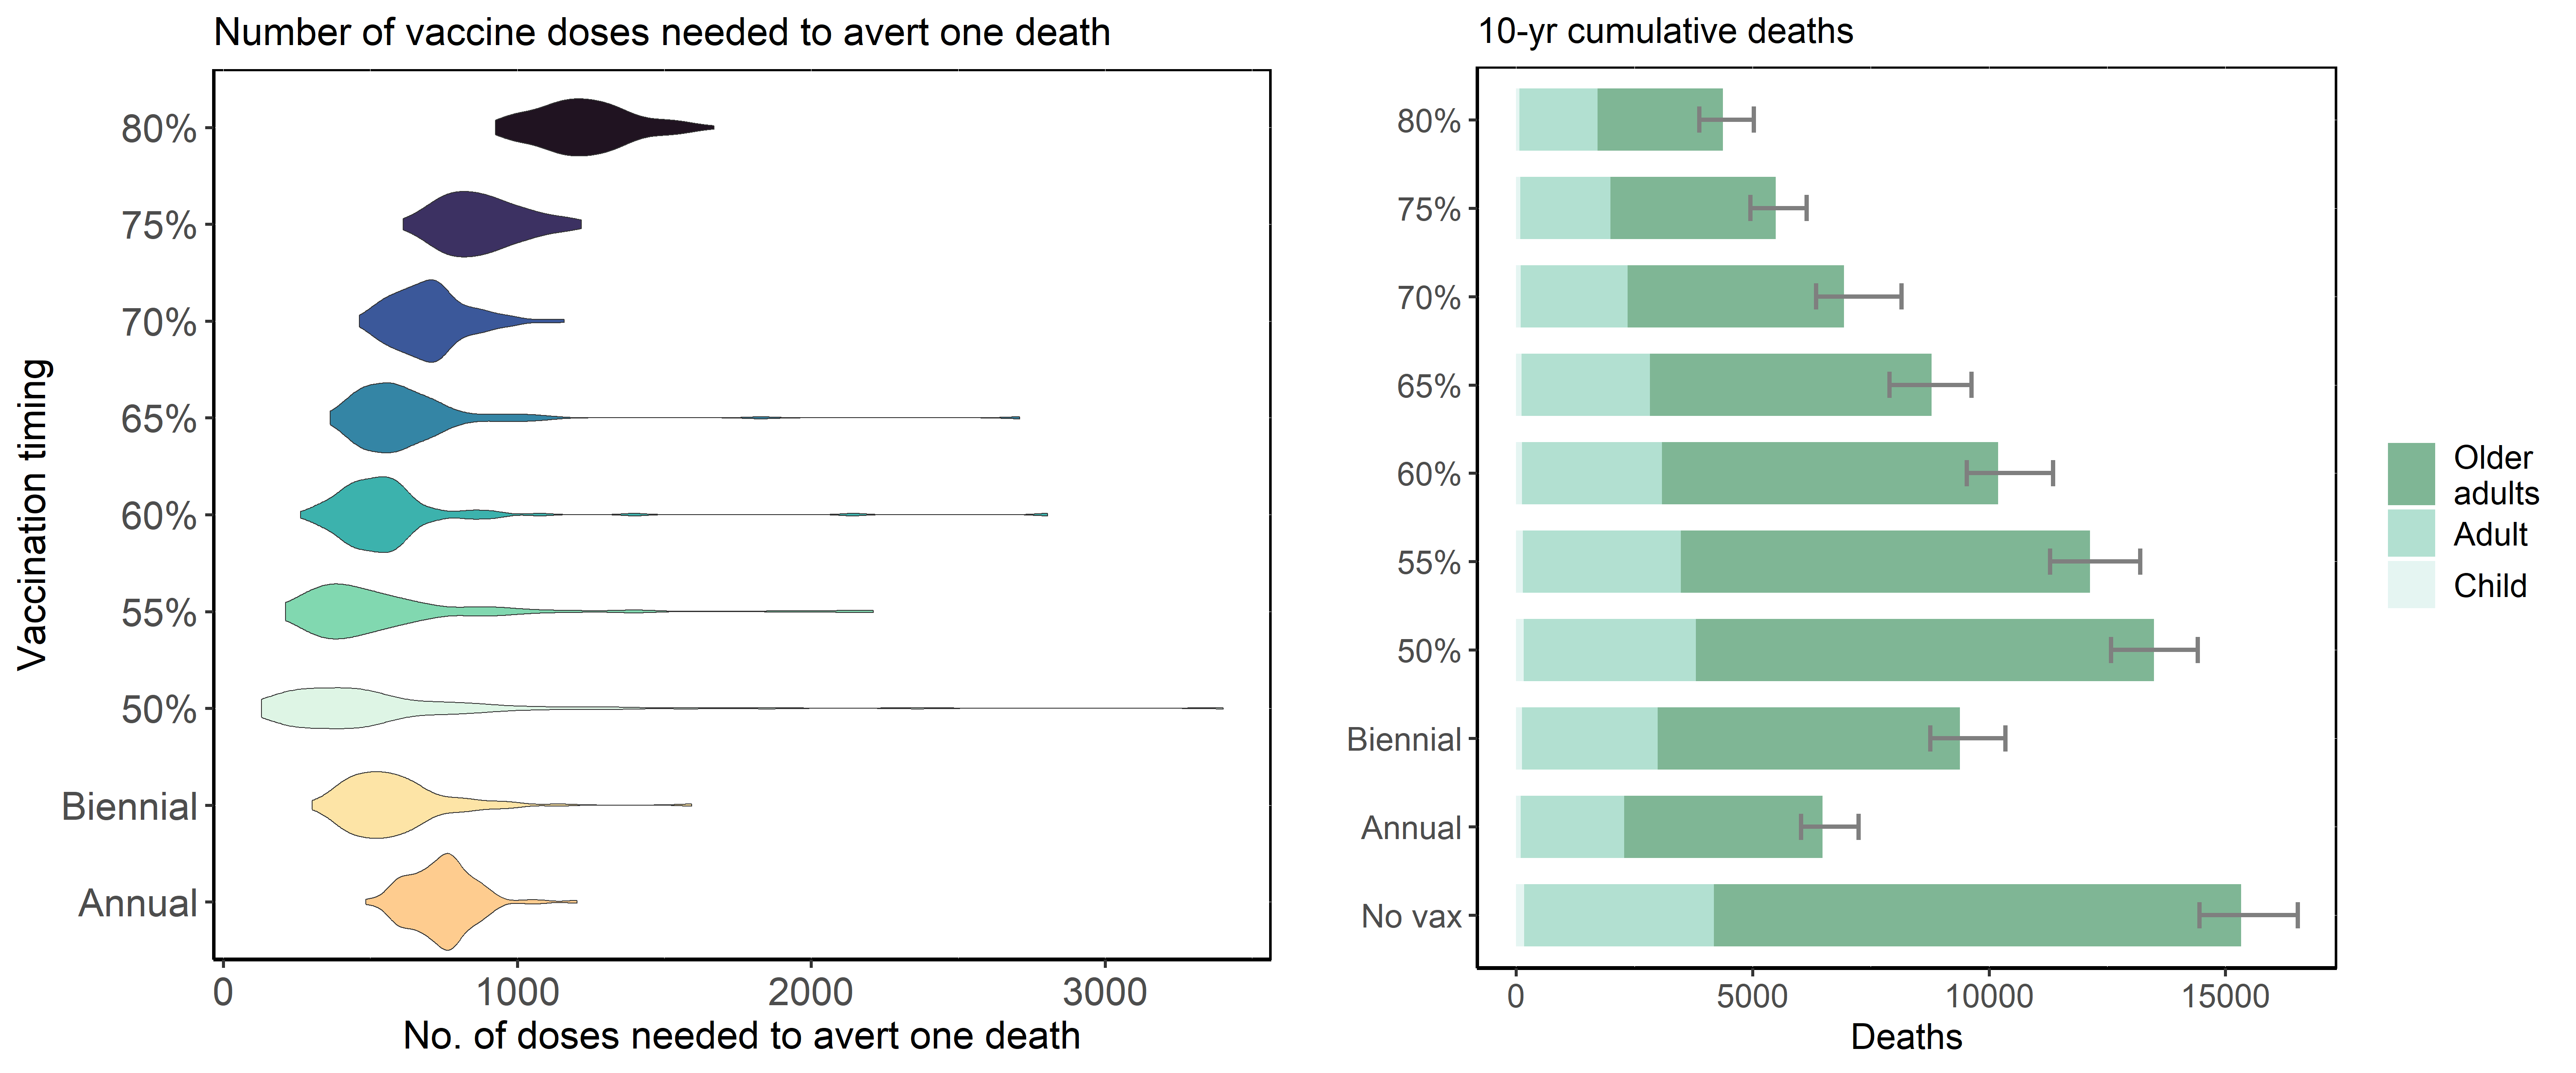 Number of vaccine doses needed to avert one death
Vaccination timing
80%
75%
70%
65%
60%
55%
50%
Biennial
Annual
0 1000 2000 3000
No. of doses needed to avert one death
10-yr cumulative deaths
80%
75%
70%
65%
60%
55%
50%
Biennial
Annual
No vax
0 5000 10000 15000
Deaths
Older
adults
Adult
Child